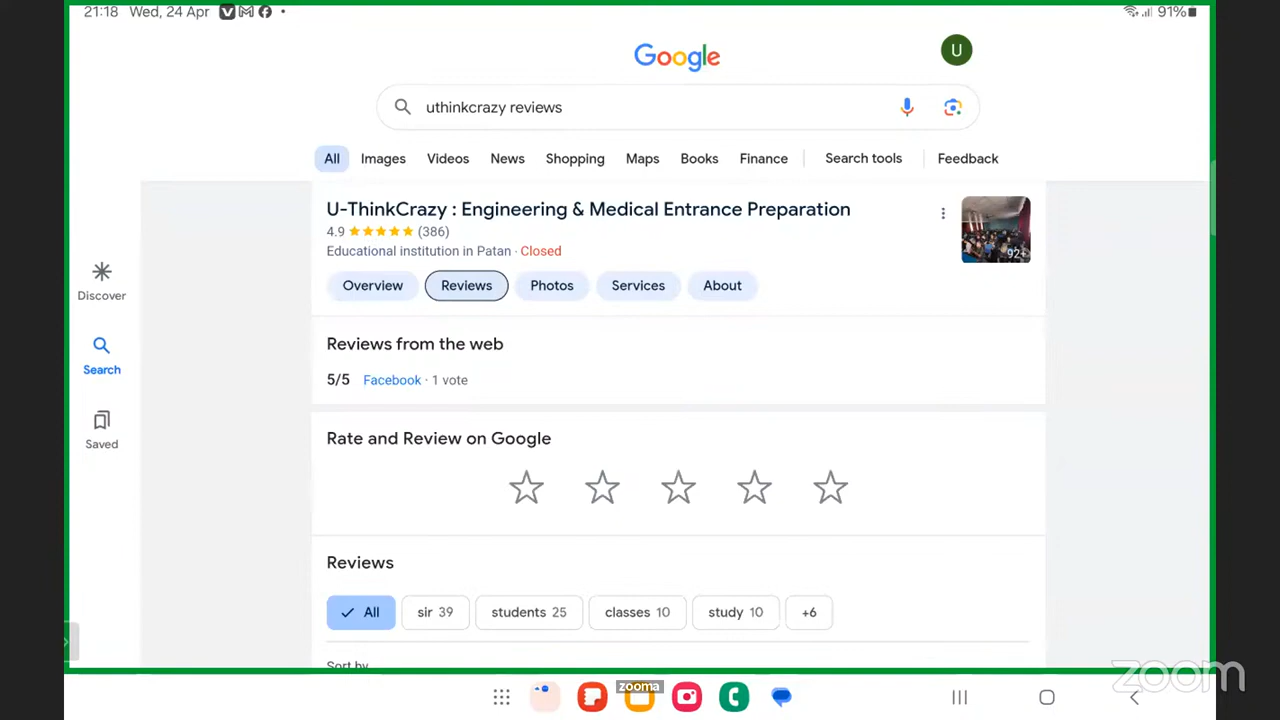 21:18 Wed, 24 Apr
91%
Google
U
uthinkcrazy reviews
All Images Videos News Shopping Maps Books Finance Search tools Feedback
U-ThinkCrazy : Engineering & Medical Entrance Preparation
4.9 (386)
92+
Educational institution in Patan · Closed
Overview Reviews Photos Services About
Discover
Reviews from the web
Search
5/5 Facebook · 1 vote
Saved
Rate and Review on Google
Reviews
All sir 39 students 25 classes 10 study 10 +6
Sort by
zoom
zooma